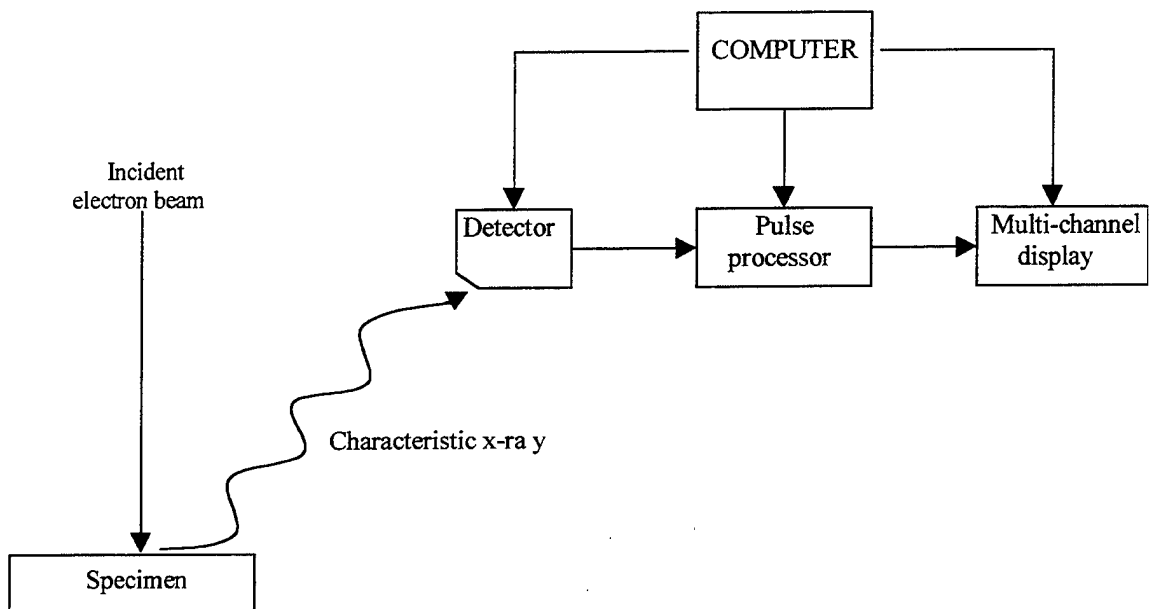 COMPUTER
Incident
electron beam
Detector
Pulse
processor
Multi-channel
display
Characteristic x-ra y
Specimen